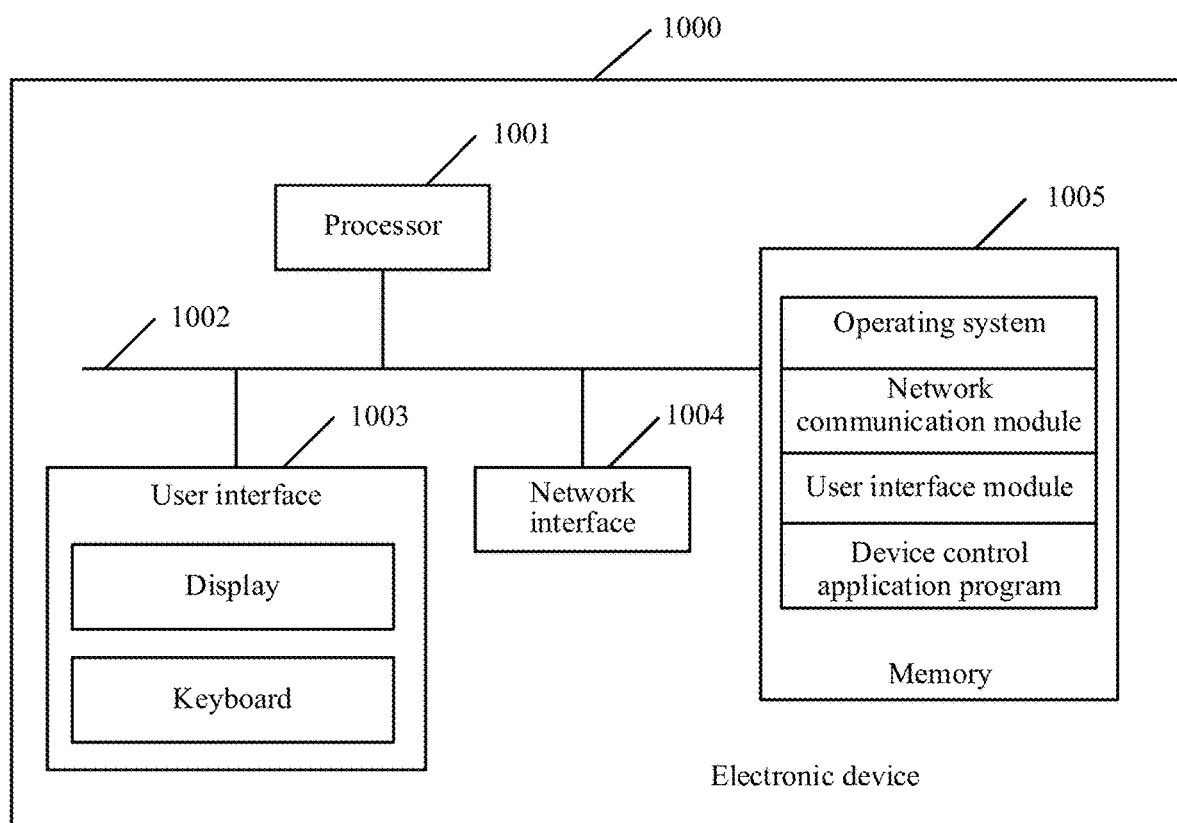 1000
1001
Processor
1005
1002
Operating system
Network
communication module
1003
1004
User interface
Network
interface
User interface module
Display
Device control
application program
Keyboard
Memory
Electronic device